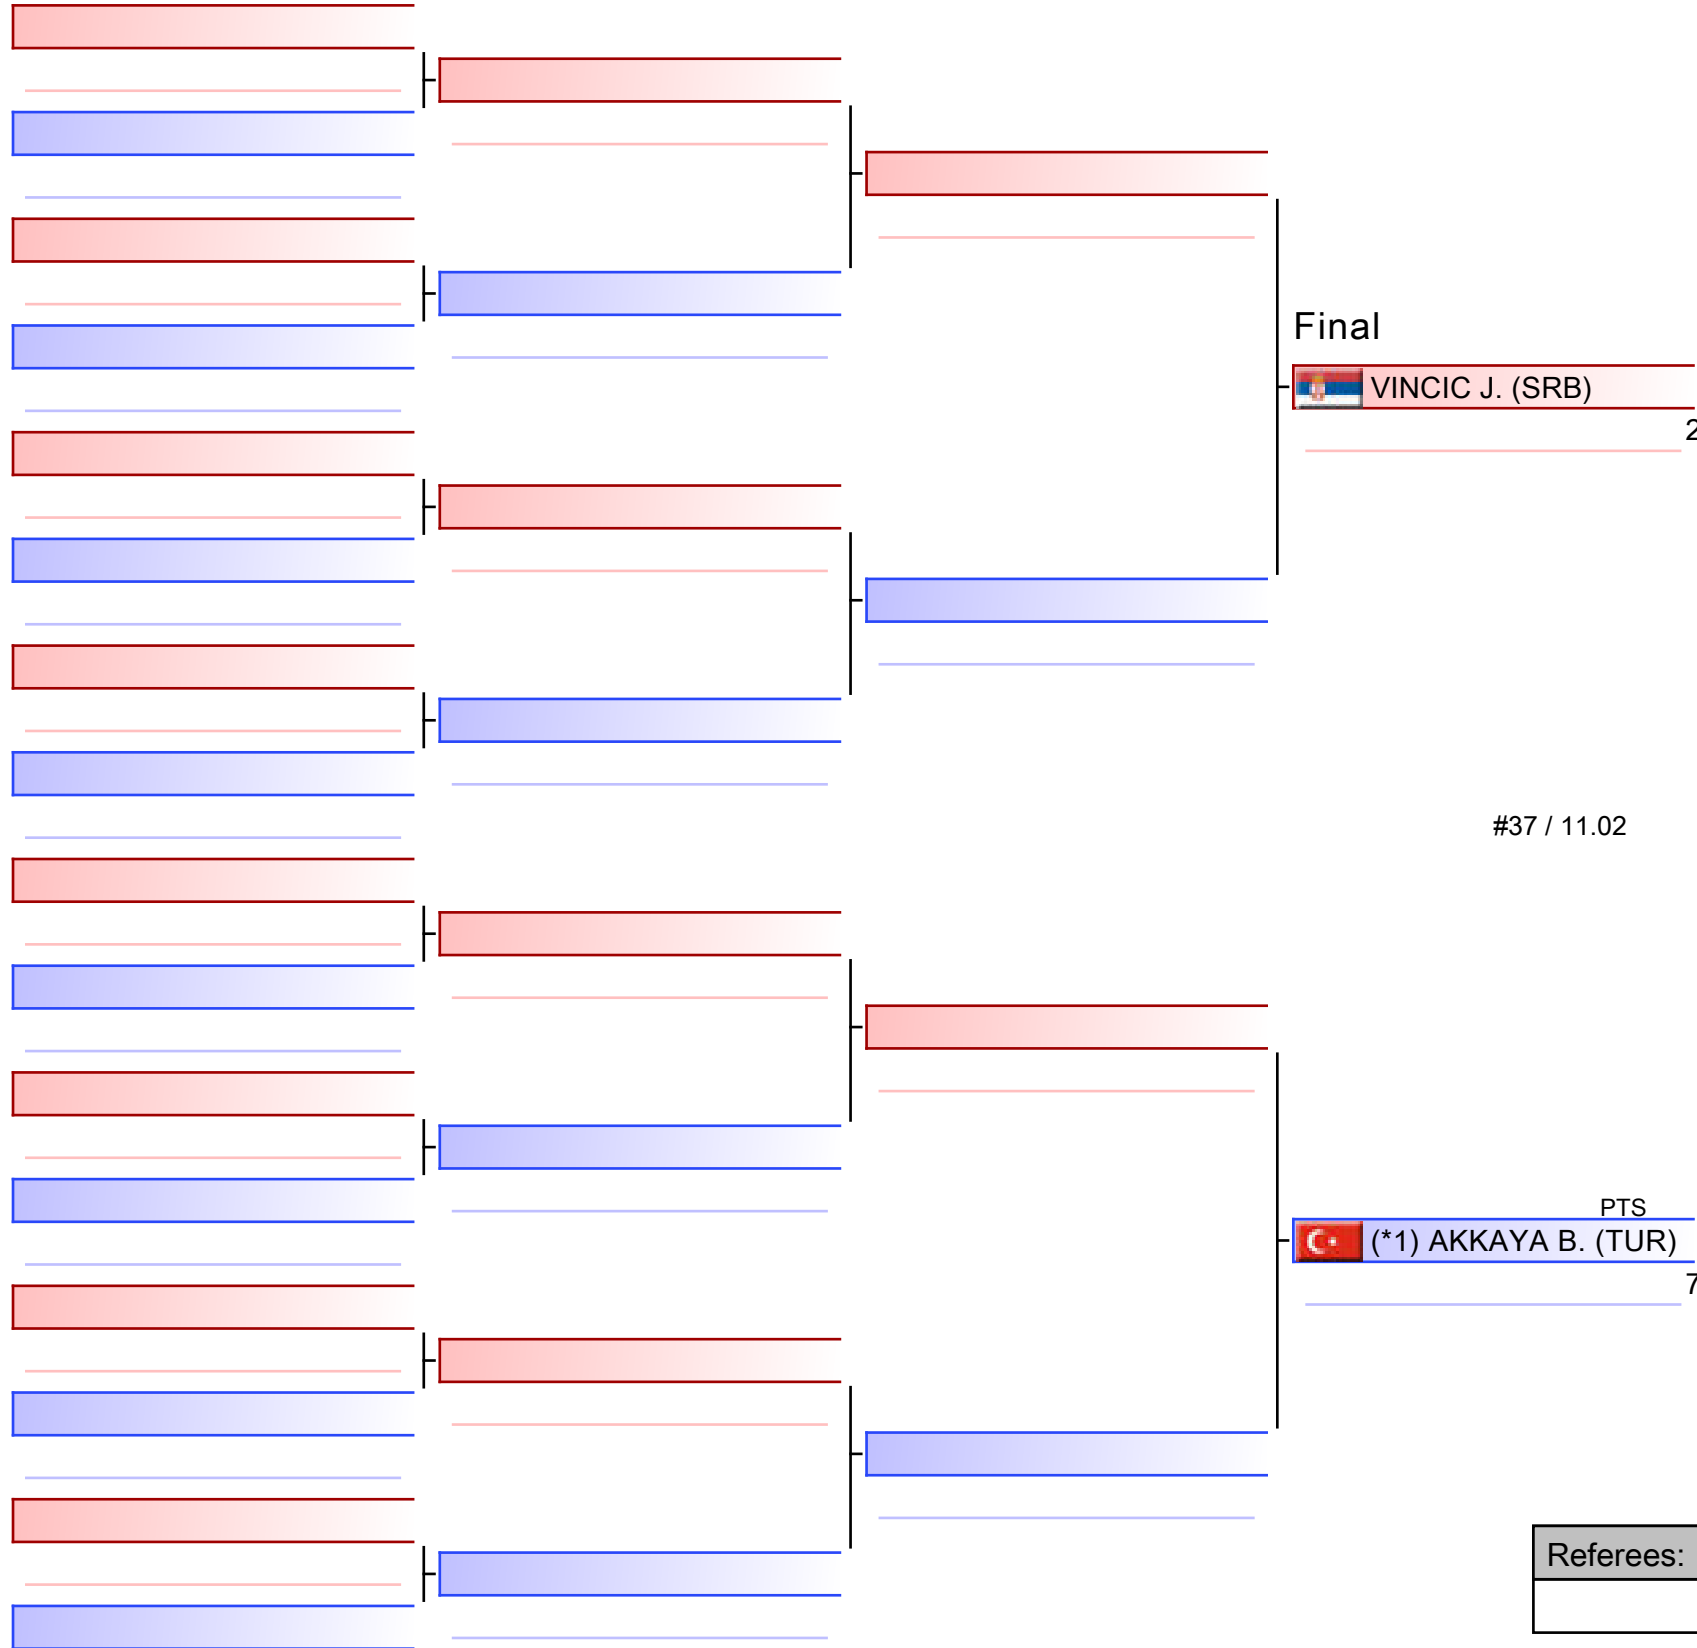 Final
VINCIC J. (SRB)
2
#37 / 11.02
PTS
(*1) AKKAYA B. (TUR)
7
Referees: